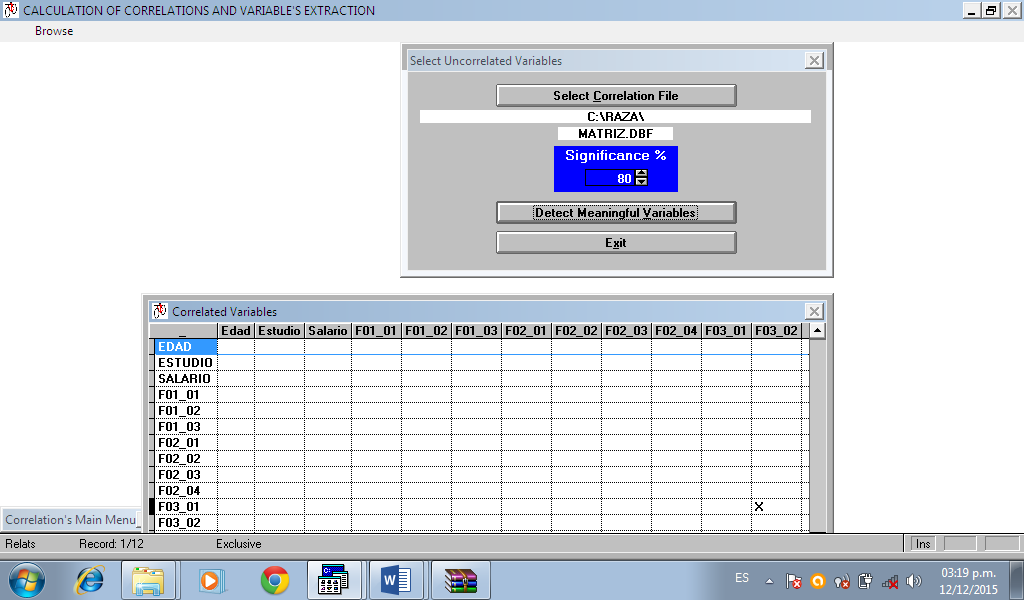 CALCULATION OF CORRELATIONS AND VARIABLE'S EXTRACTION
Browse
Select Uncorrelated Variables
Select Correlation File
C:\RAZA\
MATRIZ.DBF
Significance %
80
Detect Meaningful Variables
Exit
Correlated Variables
_ Edad Estudio Salario F01_01 F01_02 F01_03 F02_01 F02_02 F02_03 F02_04 F03_01 F03_02
EDAD
ESTUDIO
SALARIO
F01_01
F01_02
F01_03
F02_01
F02_02
F02_03
F02_04
F03_01 X
F03_02
Correlation's Main Menu_
Relats Record: 1/12 Exclusive Ins
ES 03:19 p.m.
12/12/2015